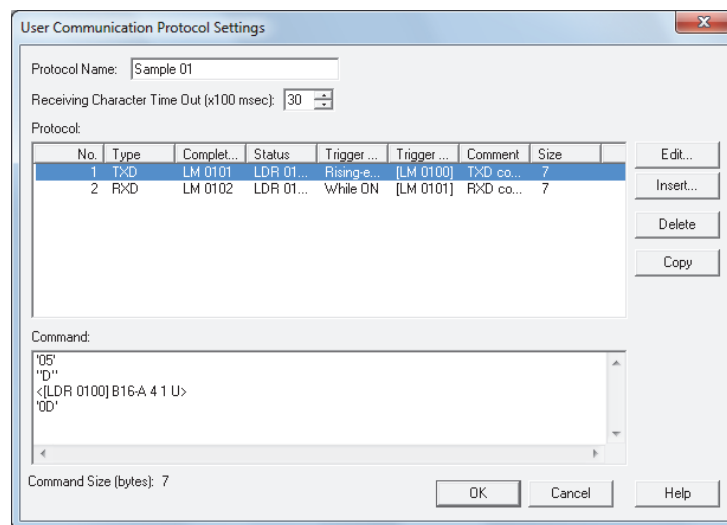 User Communication Protocol Settings
Protocol Name: Sample 01
Receiving Character Time Out (x100 msec): 30
Protocol:
No. Type Complet... Status Trigger ... Trigger ... Comment Size
1 TXD LM 0101 LDR 01... Rising-e... [LM 0100] TXD co... 7
2 RXD LM 0102 LDR 01... While ON [LM 0101] RXD co... 7
Edit...
Insert...
Delete
Copy
Command:
'05'
"D"
<[LDR 0100] B16-A 4 1 U>
'0D'
Command Size (bytes): 7
OK Cancel Help